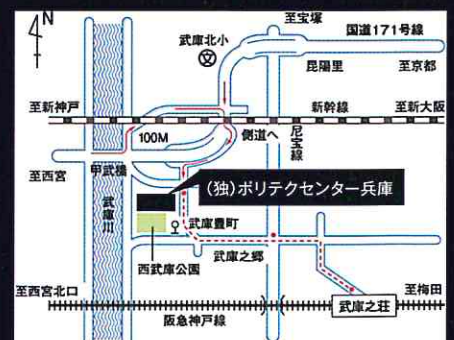 N
至宝塚
国道171号線
武庫北小
文
昆陽里
至京都
至新神戸
新幹線
至新大阪
100M
側道へ
尼宝線
甲武橋
至西宮
(独)ポリテクセンター兵庫
武庫川
武庫豊町
武庫之郷
西武庫公園
至西宮北口
至梅田
武庫之荘
阪急神戸線